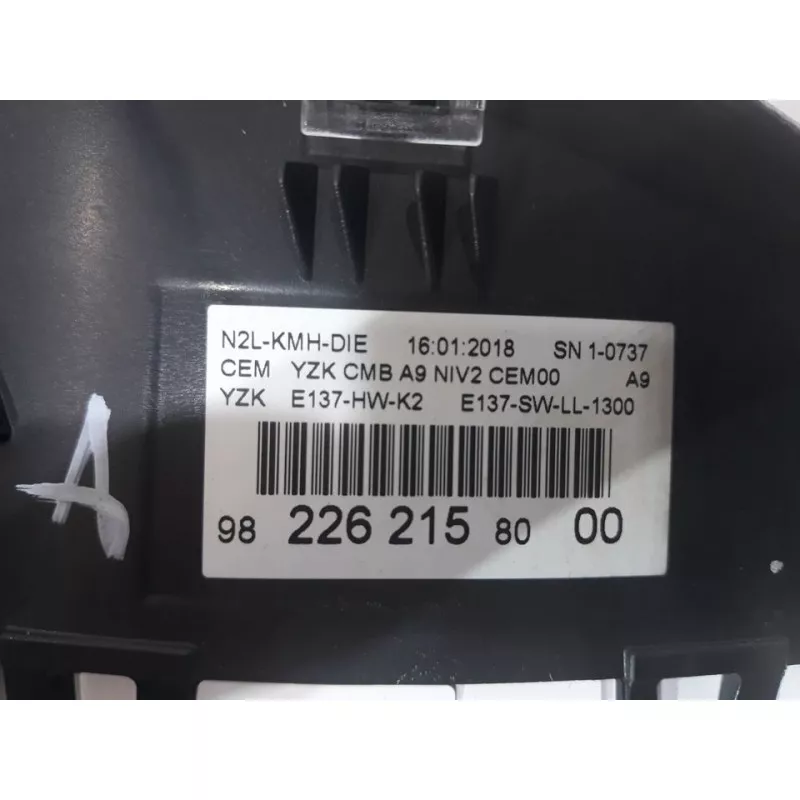 N2L-KMH-DIE 16:01:2018 SN 1-0737
CEM YZK CMB A9 NIV2 CEM00 A9
YZK E137-HW-K2 E137-SW-LL-1300
98 226 215 80 00
A